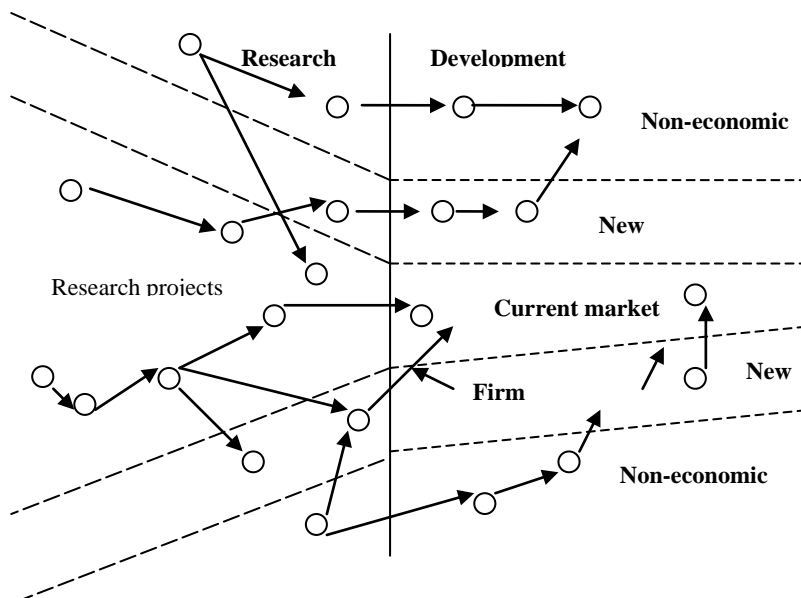 Research
Development
Non-economic
New
Research projects
Current market
New
Firm
Non-economic